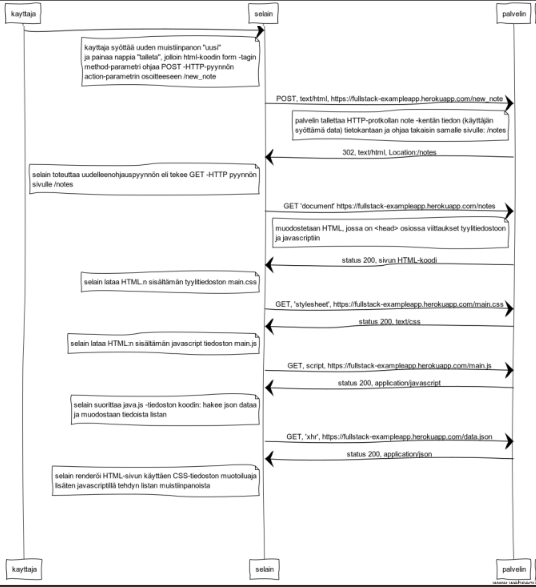 kayttaja selain palvelin
kayttaja syöttää uuden muistiinpanon "uusi"
ja painaa nappia "talleta", jolloin html-koodin form -tagin
method-parametri ohjaa POST -HTTP-pyynnön
action-parametrin osoitteeseen /new_note
POST, text/html, https://fullstack-exampleapp.herokuapp.com/new_note
palvelin tallettaa HTTP-protkollan note -kentän tiedon (käyttäjän
syöttämä data) tietokantaan ja ohjaa takaisin samalle sivulle: /notes
302, text/html, Location:/notes
selain toteuttaa uudelleenohjauspyynnön eli tekee GET -HTTP pyynnön
sivulle /notes
GET 'document' https://fullstack-exampleapp.herokuapp.com/notes
muodostetaan HTML, jossa on <head> osiossa viittaukset tyylitiedostoon
ja javascriptiin
status 200, sivun HTML-koodi
selain lataa HTML:n sisältämän tyylitiedoston main.css
GET, 'stylesheet', https://fullstack-exampleapp.herokuapp.com/main.css
status 200, text/css
selain lataa HTML:n sisältämän javascript tiedoston main.js
GET, script, https://fullstack-exampleapp.herokuapp.com/main.js
status 200, application/javascript
selain suorittaa java.js -tiedoston koodin: hakee json dataa
ja muodostaan tiedoista listan
GET, 'xhr', https://fullstack-exampleapp.herokuapp.com/data.json
status 200, application/json
selain renderöi HTML-sivun käyttäen CSS-tiedoston muotoiluaja
lisäten javascriptillä tehdyn listan muistiinpanoista
kayttaja selain palvelin